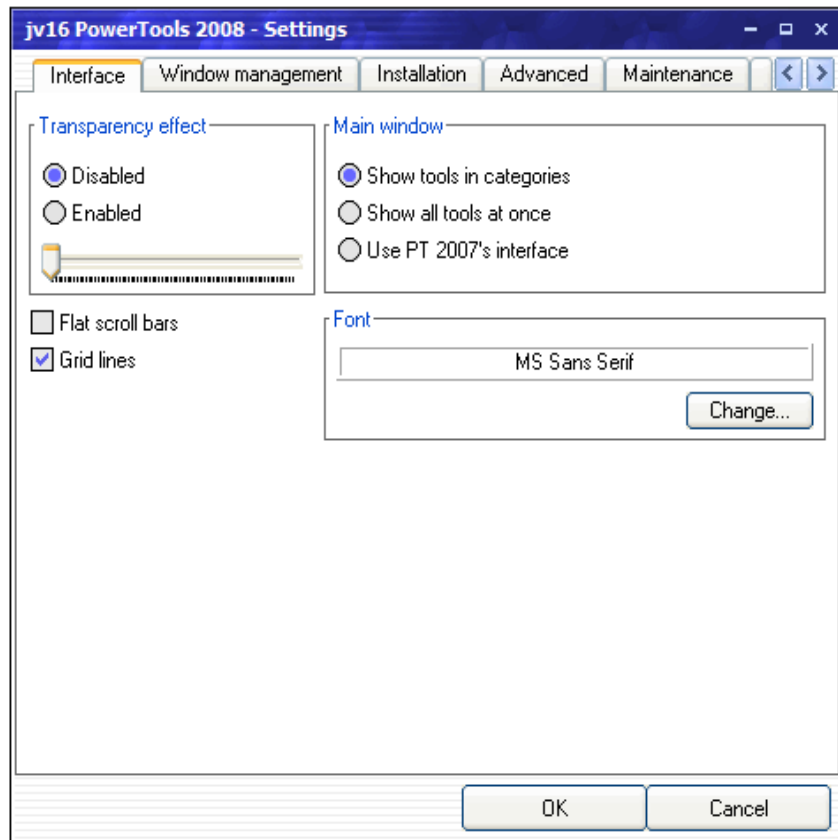 jv16 PowerTools 2008 - Settings
Interface Window management Installation Advanced Maintenance
Transparency effect
Disabled
Enabled
Main window
Show tools in categories
Show all tools at once
Use PT 2007's interface
Flat scroll bars
Grid lines
Font
MS Sans Serif
Change...
OK Cancel